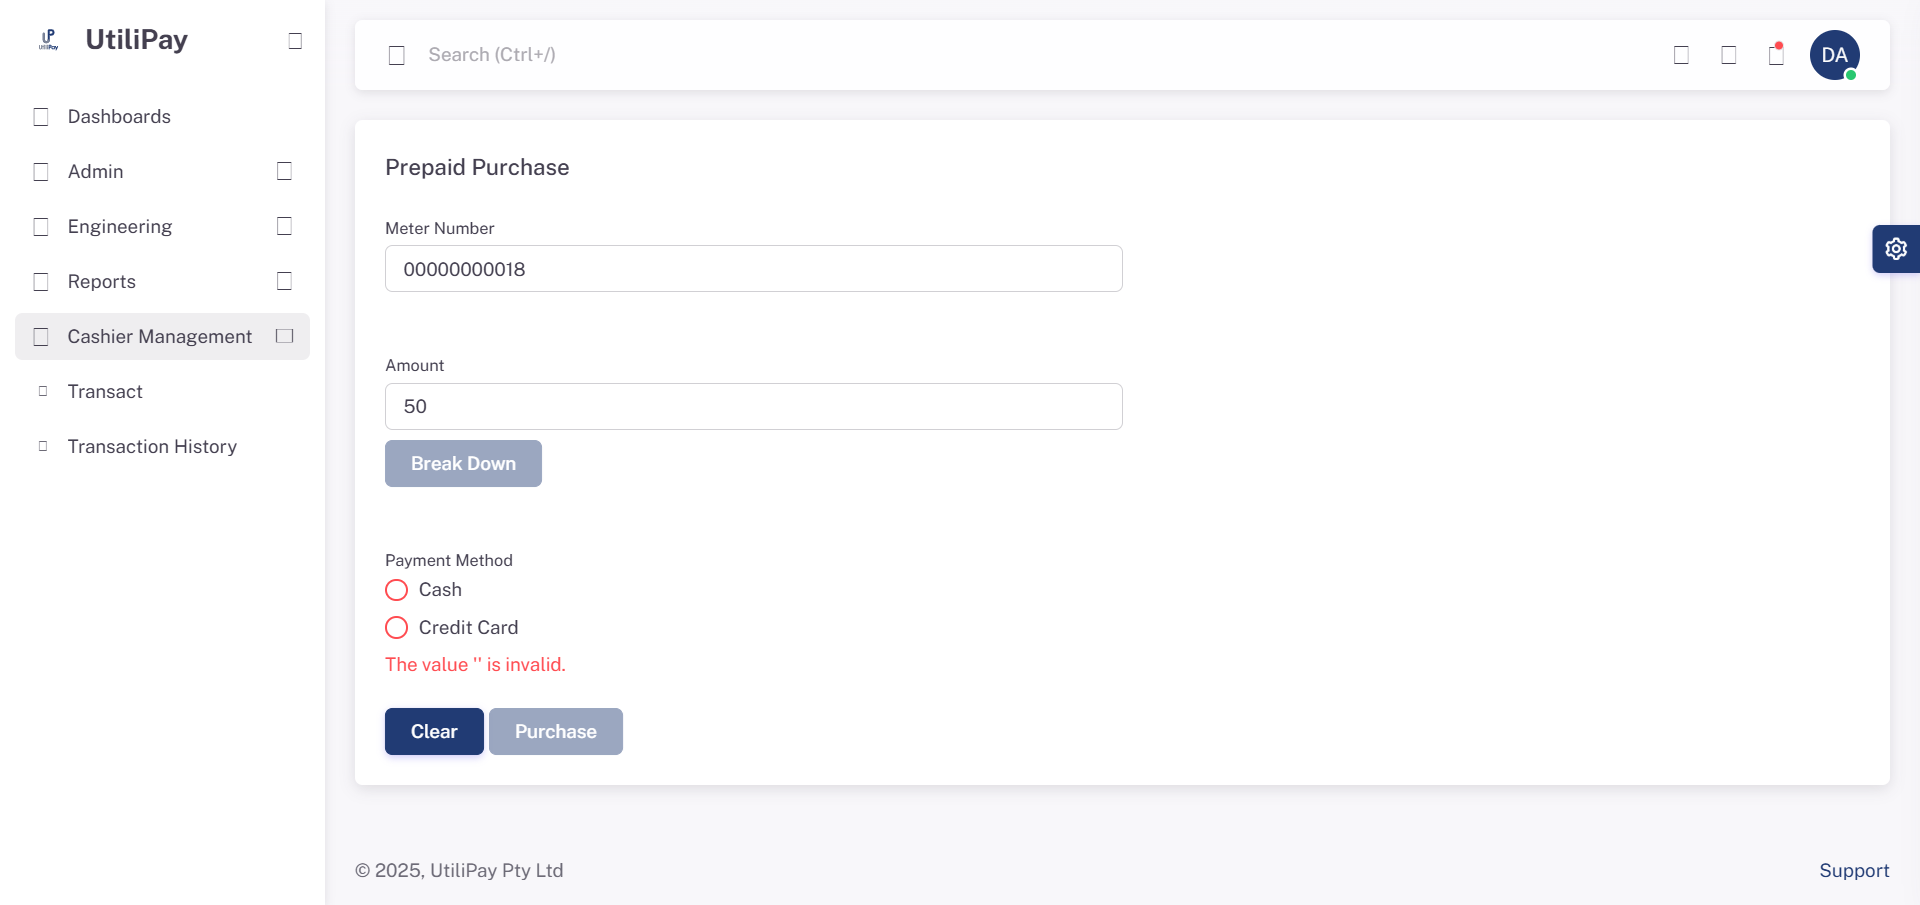 UP
UtiliPay
UtiliPay
Search (Ctrl+/)
DA
Dashboards
Admin
Engineering
Reports
Cashier Management
Transact
Transaction History
Prepaid Purchase
Meter Number
00000000018
Amount
50
Break Down
Payment Method
Cash
Credit Card
The value '' is invalid.
Clear
Purchase
© 2025, UtiliPay Pty Ltd
Support